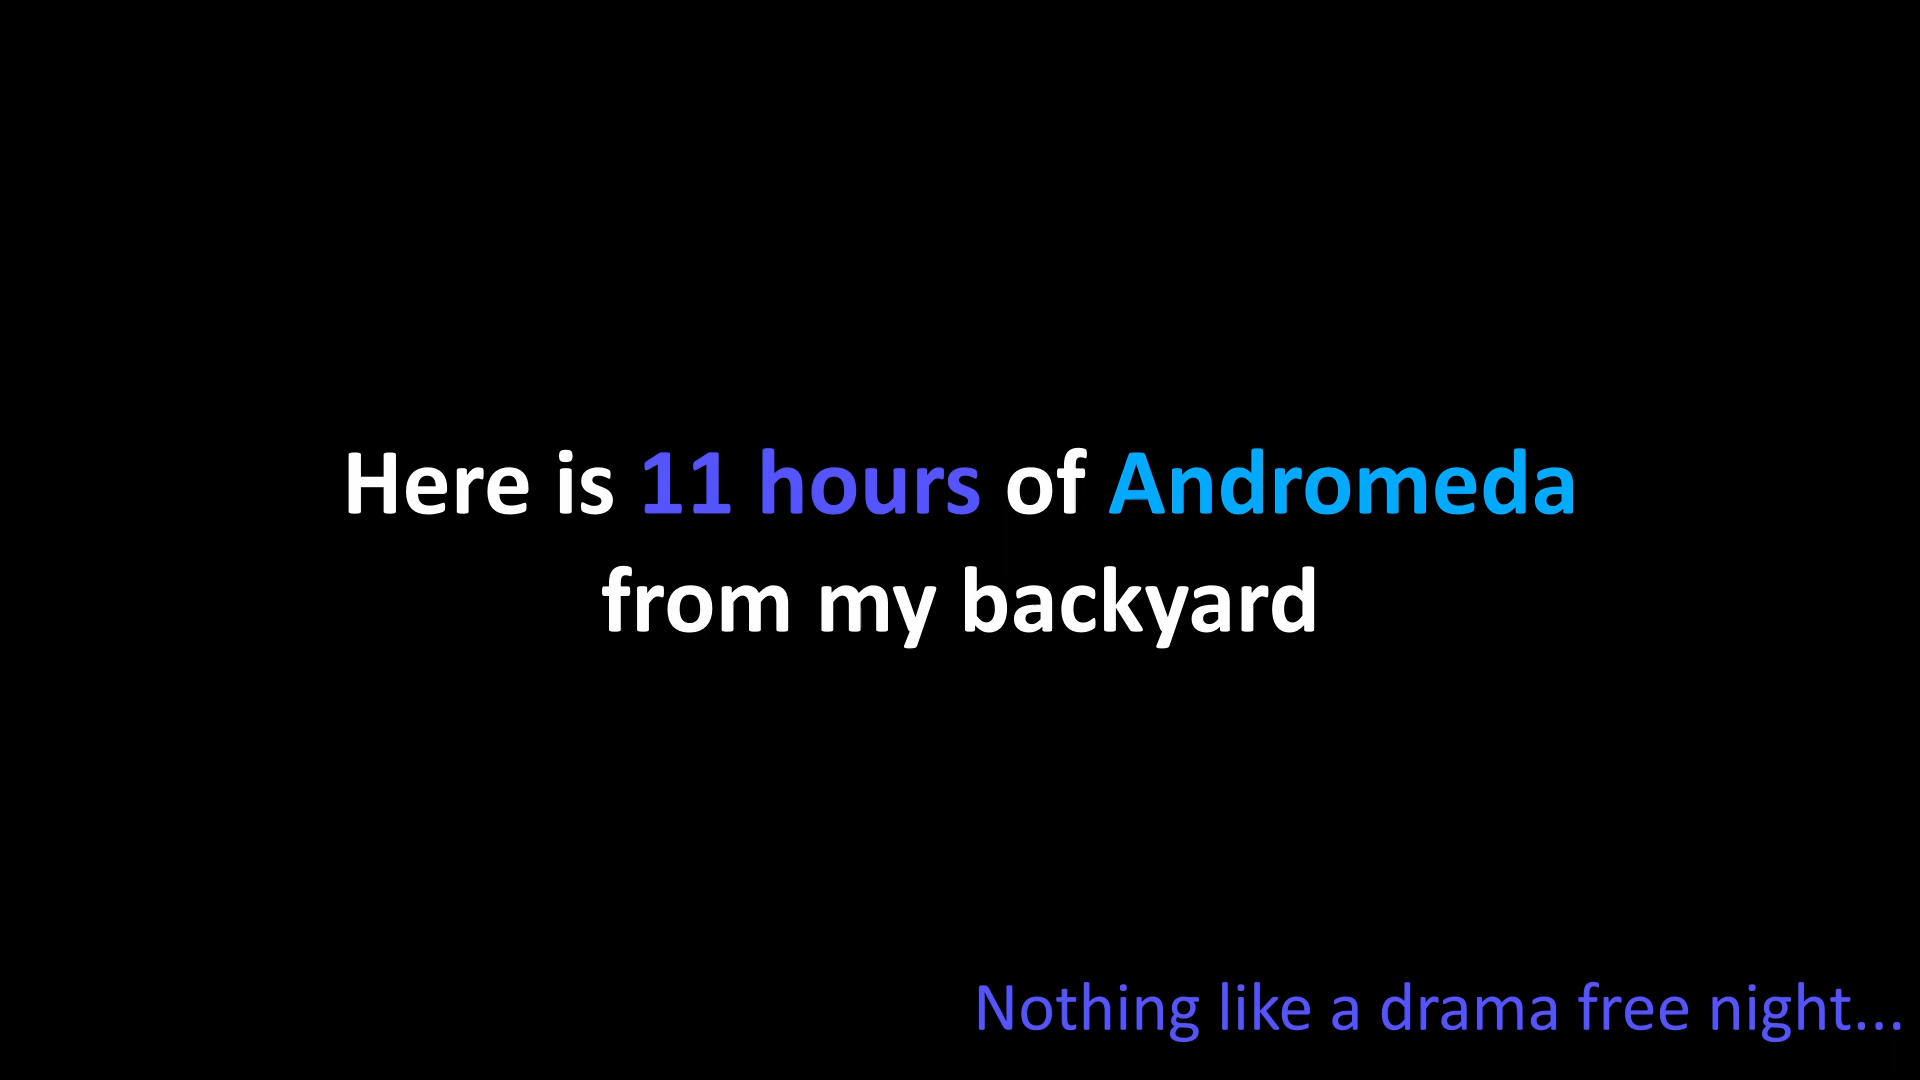 Here is 11 hours of Andromeda
from my backyard
Nothing like a drama free night...